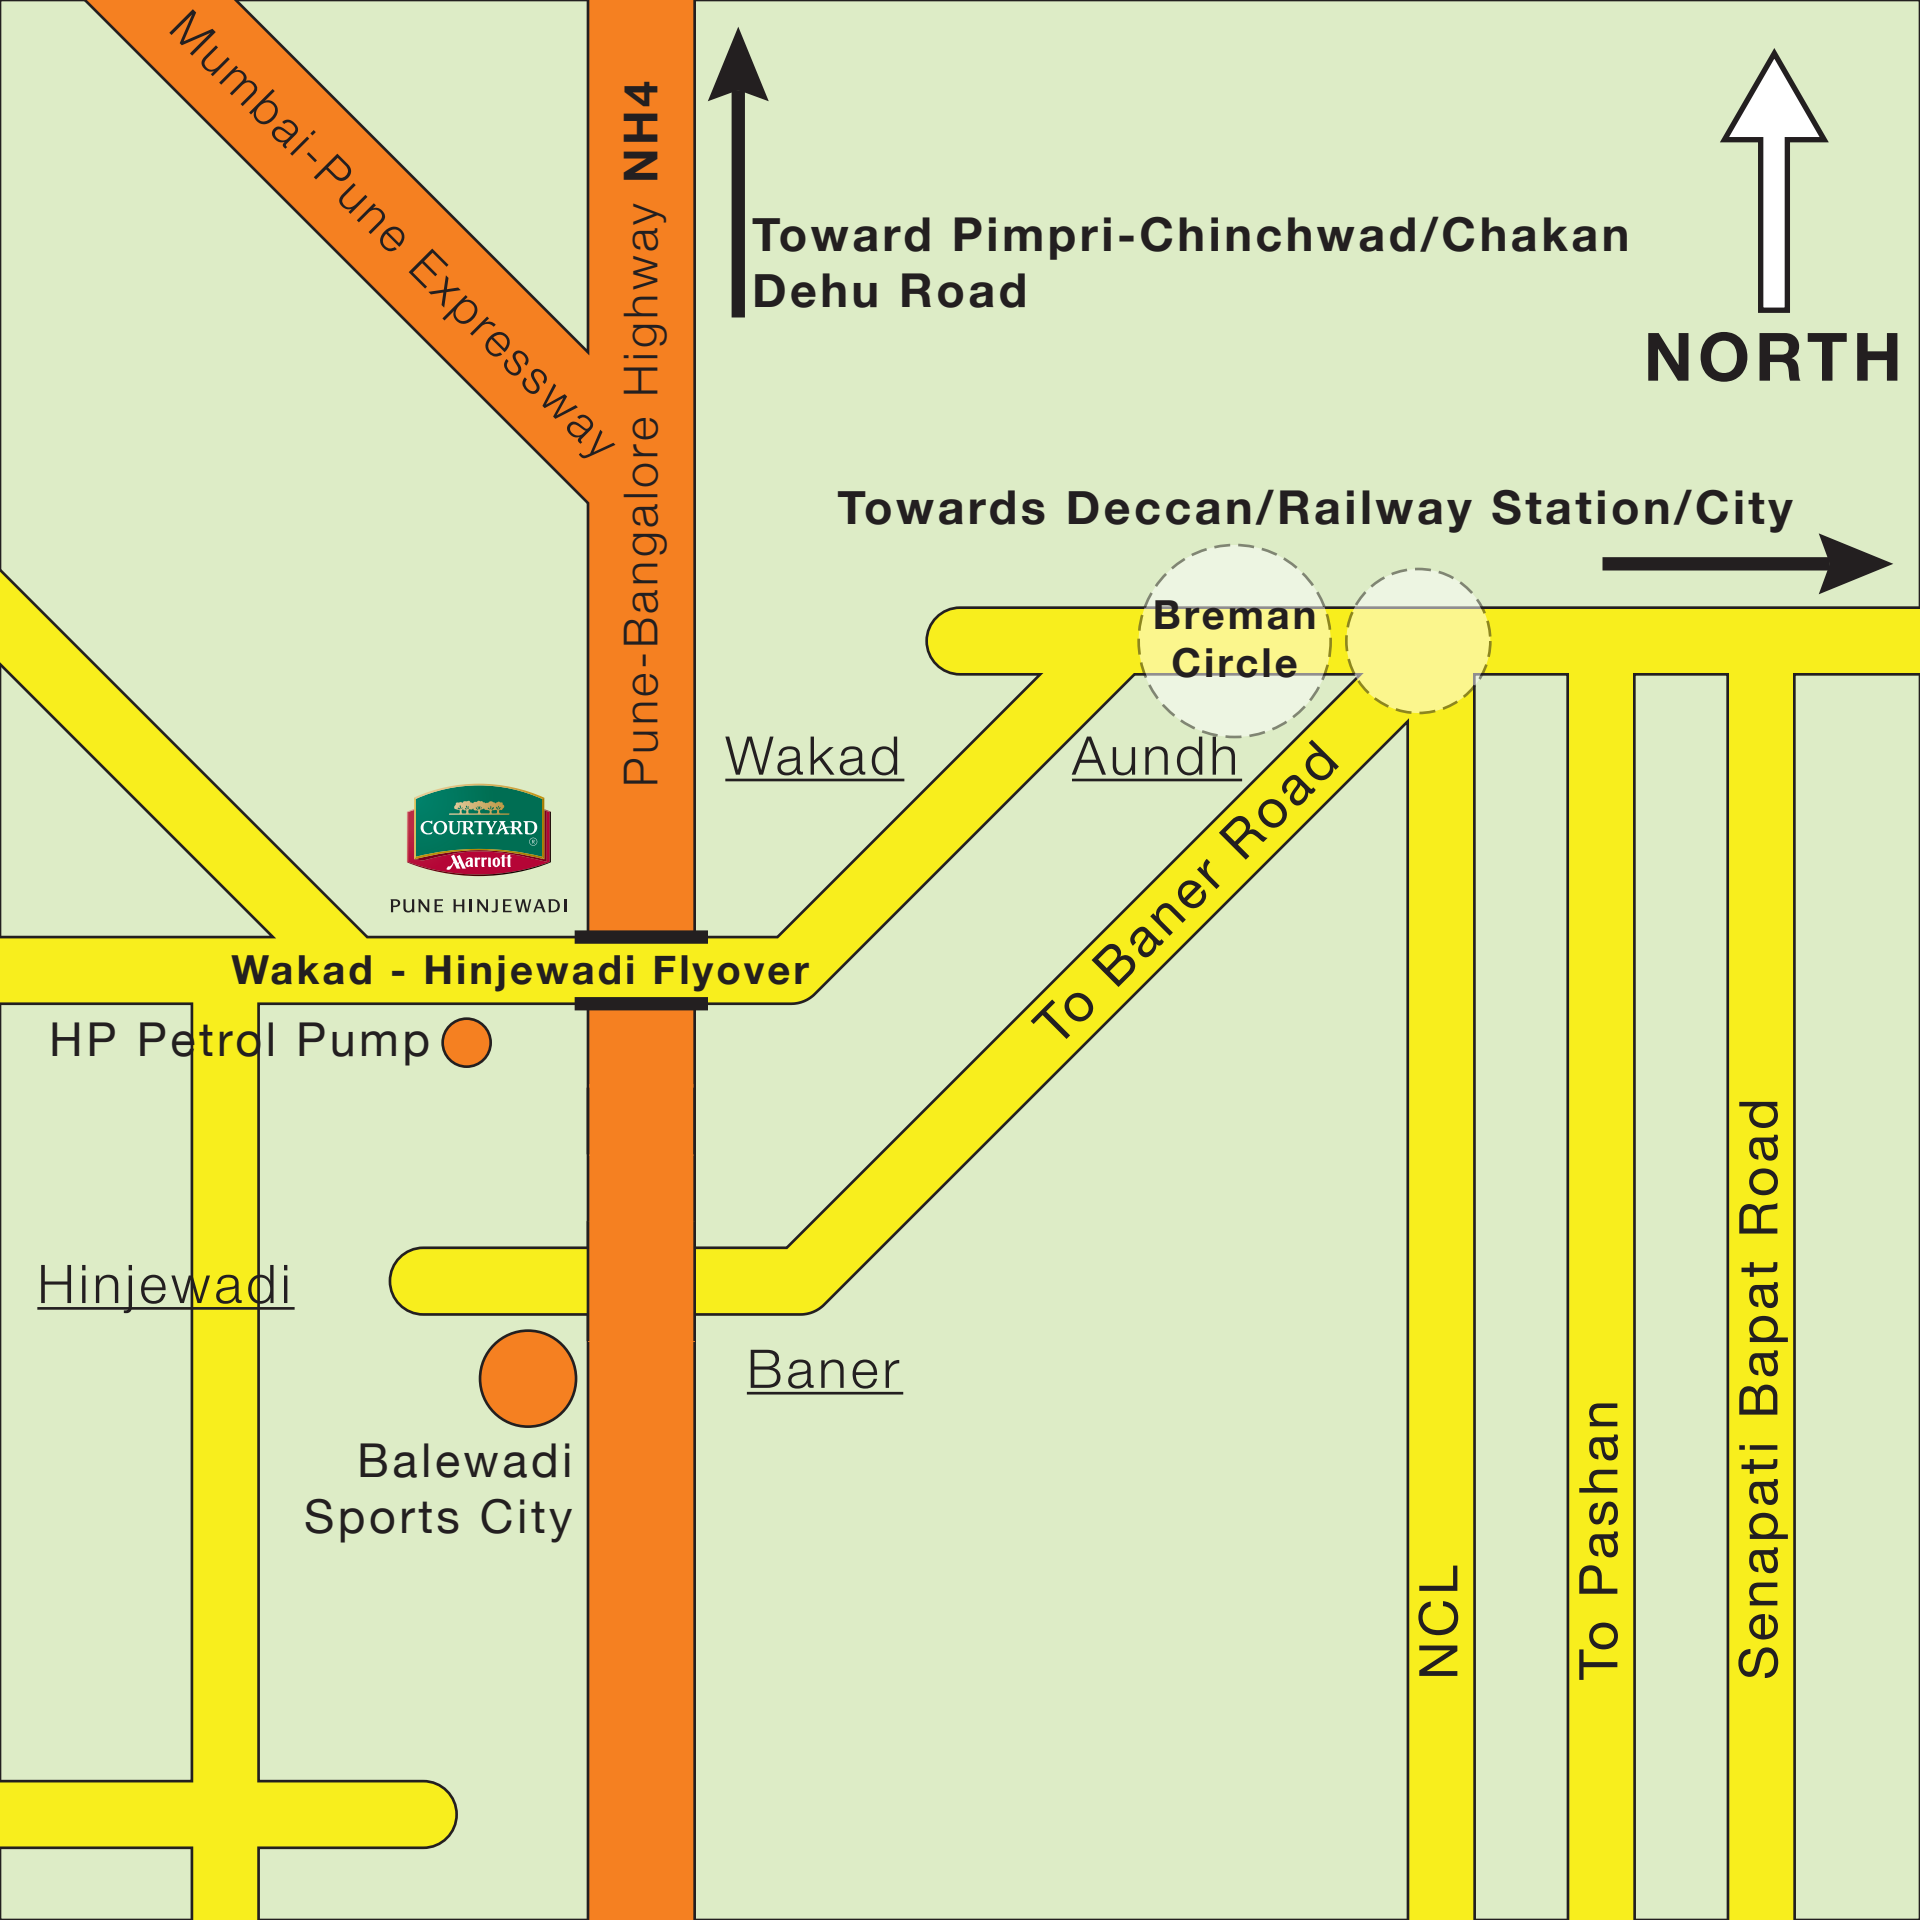 Mumbai-Pune Expressway
Pune-Bangalore Highway NH4
Toward Pimpri-Chinchwad/Chakan
Dehu Road
NORTH
Towards Deccan/Railway Station/City
Breman
Circle
Wakad
Aundh
COURTYARD®
Marriott
PUNE HINJEWADI
To Baner Road
Wakad - Hinjewadi Flyover
HP Petrol Pump
Hinjewadi
Baner
Balewadi
Sports City
NCL
To Pashan
Senapati Bapat Road